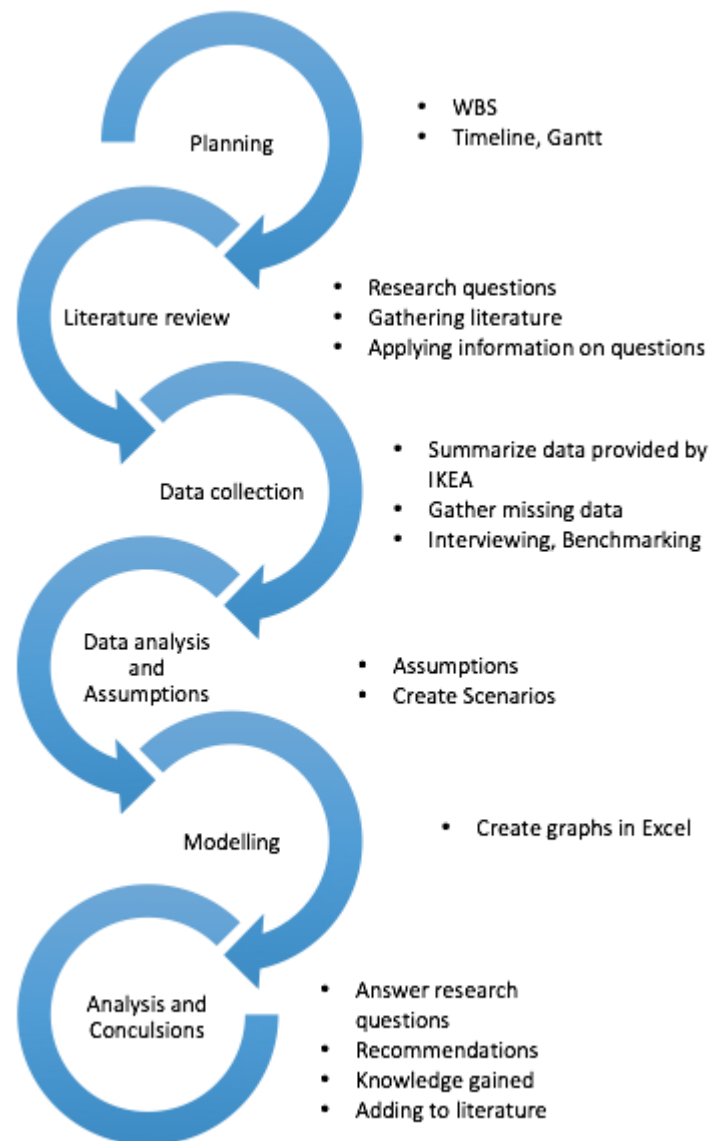 Planning
• WBS
• Timeline, Gantt
Literature review
• Research questions
• Gathering literature
• Applying information on questions
Data collection
• Summarize data provided by
IKEA
• Gather missing data
• Interviewing, Benchmarking
Data analysis
and
Assumptions
• Assumptions
• Create Scenarios
Modelling
• Create graphs in Excel
Analysis and
Conculsions
• Answer research
questions
• Recommendations
• Knowledge gained
• Adding to literature